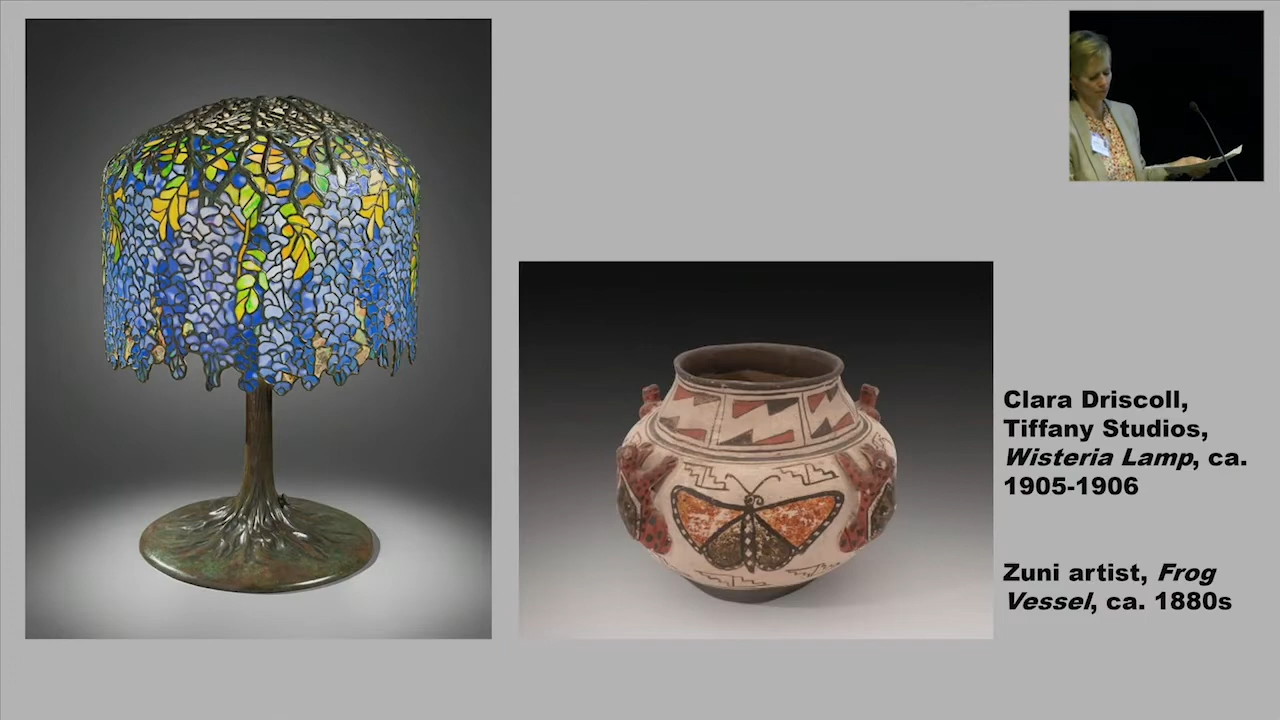 Clara Driscoll,
Tiffany Studios,
Wisteria Lamp, ca.
1905-1906
Zuni artist, Frog
Vessel, ca. 1880s